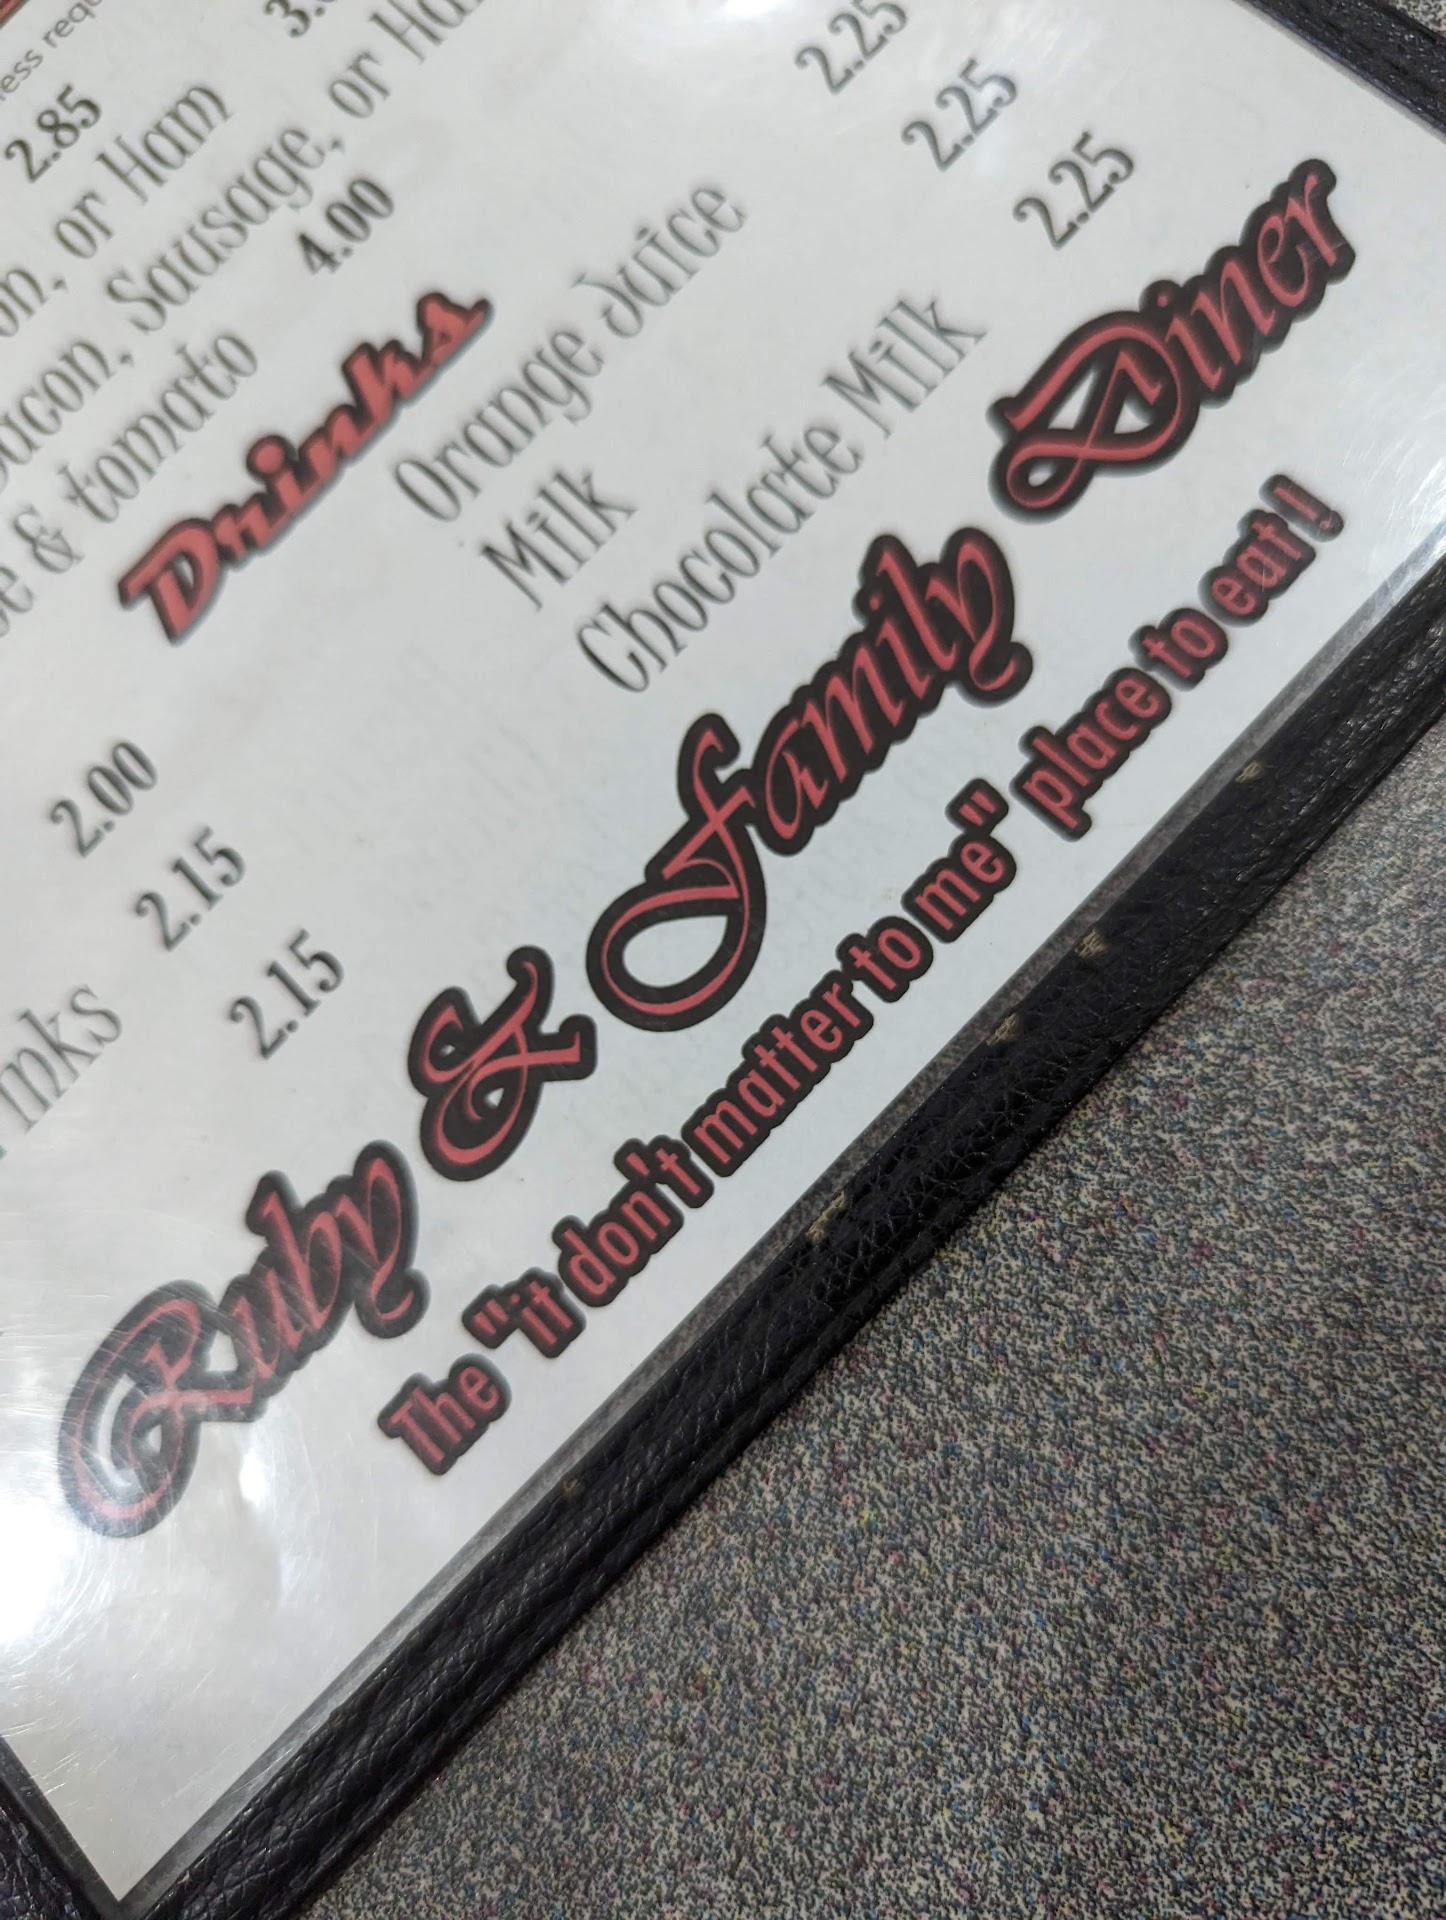 2.85
3.
or Ham
Bacon, Sausage, or Ham
& tomato 4.00
Drinks
2.00
2.15
2.15
Orange Juice 2.25
Milk 2.25
Chocolate Milk 2.25
Ruby & Family Diner
The "it don't matter to me" place to eat !